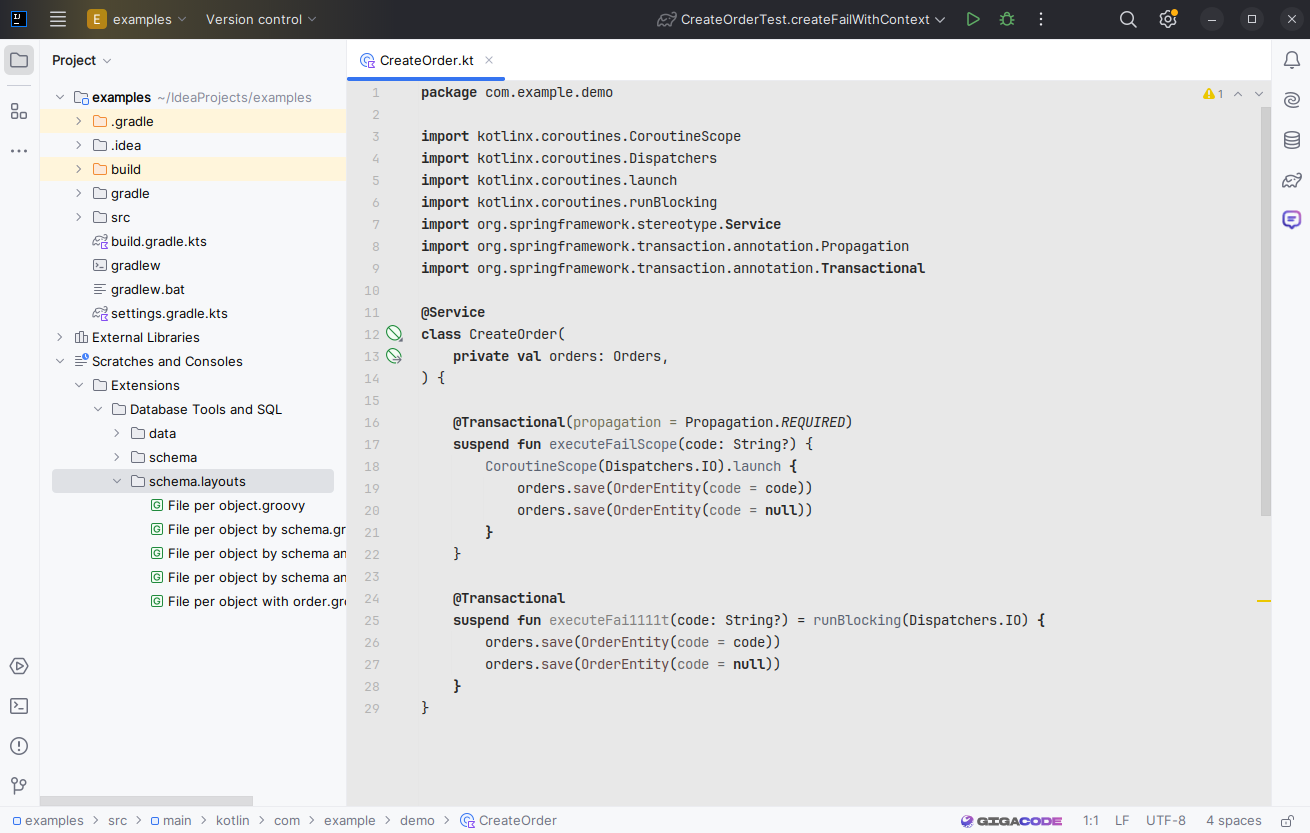 E examples Version control CreateOrderTest.createFailWithContext
Project
CreateOrder.kt
examples ~/IdeaProjects/examples
.gradle
.idea
build
gradle
src
build.gradle.kts
gradlew
gradlew.bat
settings.gradle.kts
External Libraries
Scratches and Consoles
Extensions
Database Tools and SQL
data
schema
schema.layouts
File per object.groovy
File per object by schema.gr
File per object by schema an
File per object by schema an
File per object with order.gro
1
1 package com.example.demo
2
3 import kotlinx.coroutines.CoroutineScope
4 import kotlinx.coroutines.Dispatchers
5 import kotlinx.coroutines.launch
6 import kotlinx.coroutines.runBlocking
7 import org.springframework.stereotype.Service
8 import org.springframework.transaction.annotation.Propagation
9 import org.springframework.transaction.annotation.Transactional
10
11 @Service
12 class CreateOrder(
13 private val orders: Orders,
14 ) {
15
16 @Transactional(propagation = Propagation.REQUIRED)
17 suspend fun executeFailScope(code: String?) {
18 CoroutineScope(Dispatchers.IO).launch {
19 orders.save(OrderEntity(code = code))
20 orders.save(OrderEntity(code = null))
21 }
22 }
23
24 @Transactional
25 suspend fun executeFai1111t(code: String?) = runBlocking(Dispatchers.IO) {
26 orders.save(OrderEntity(code = code))
27 orders.save(OrderEntity(code = null))
28 }
29 }
examples src main kotlin com example demo CreateOrder GIGACODE 1:1 LF UTF-8 4 spaces